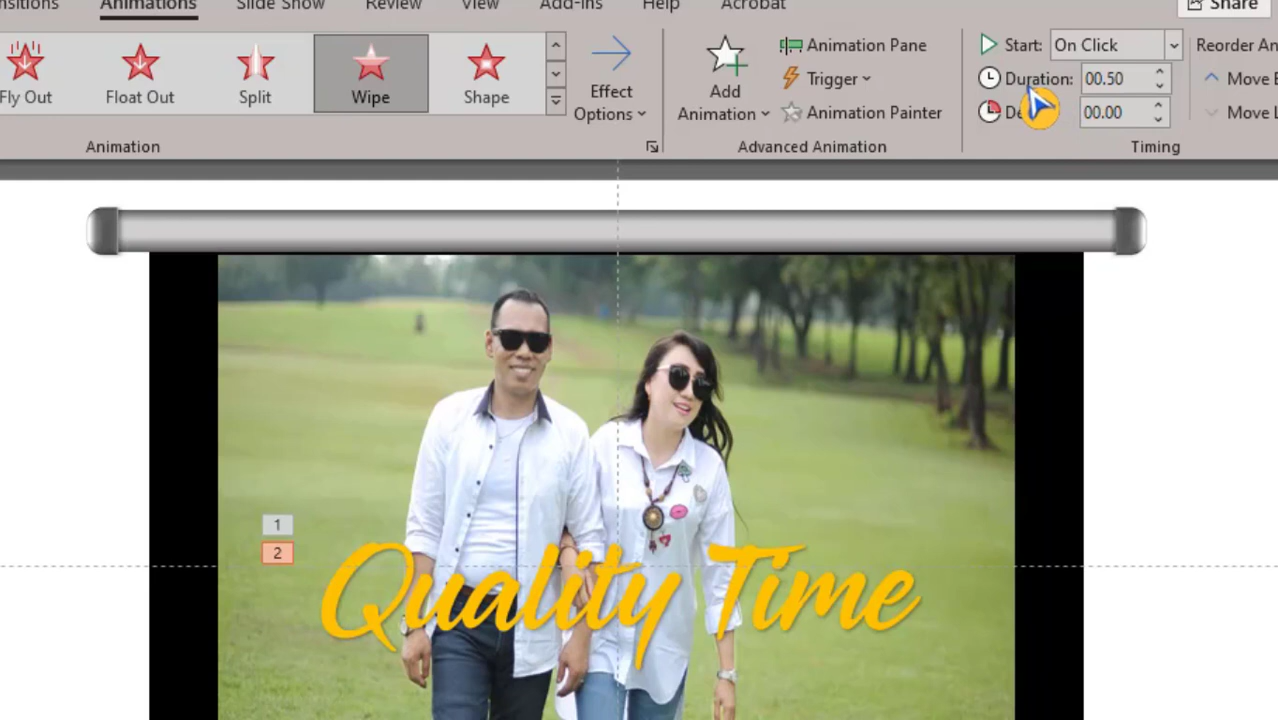 Animations
Slide Show
Review
View
Add-ins
Help
Acrobat
Share
Fly Out
Float Out
Split
Wipe
Shape
Effect
Options
Add
Animation
Animation Pane
Trigger
Animation Painter
Start: On Click
Duration: 00.50
00.00
Reorder
Move
Move
Animation
Advanced Animation
Timing
1
2
Quality Time